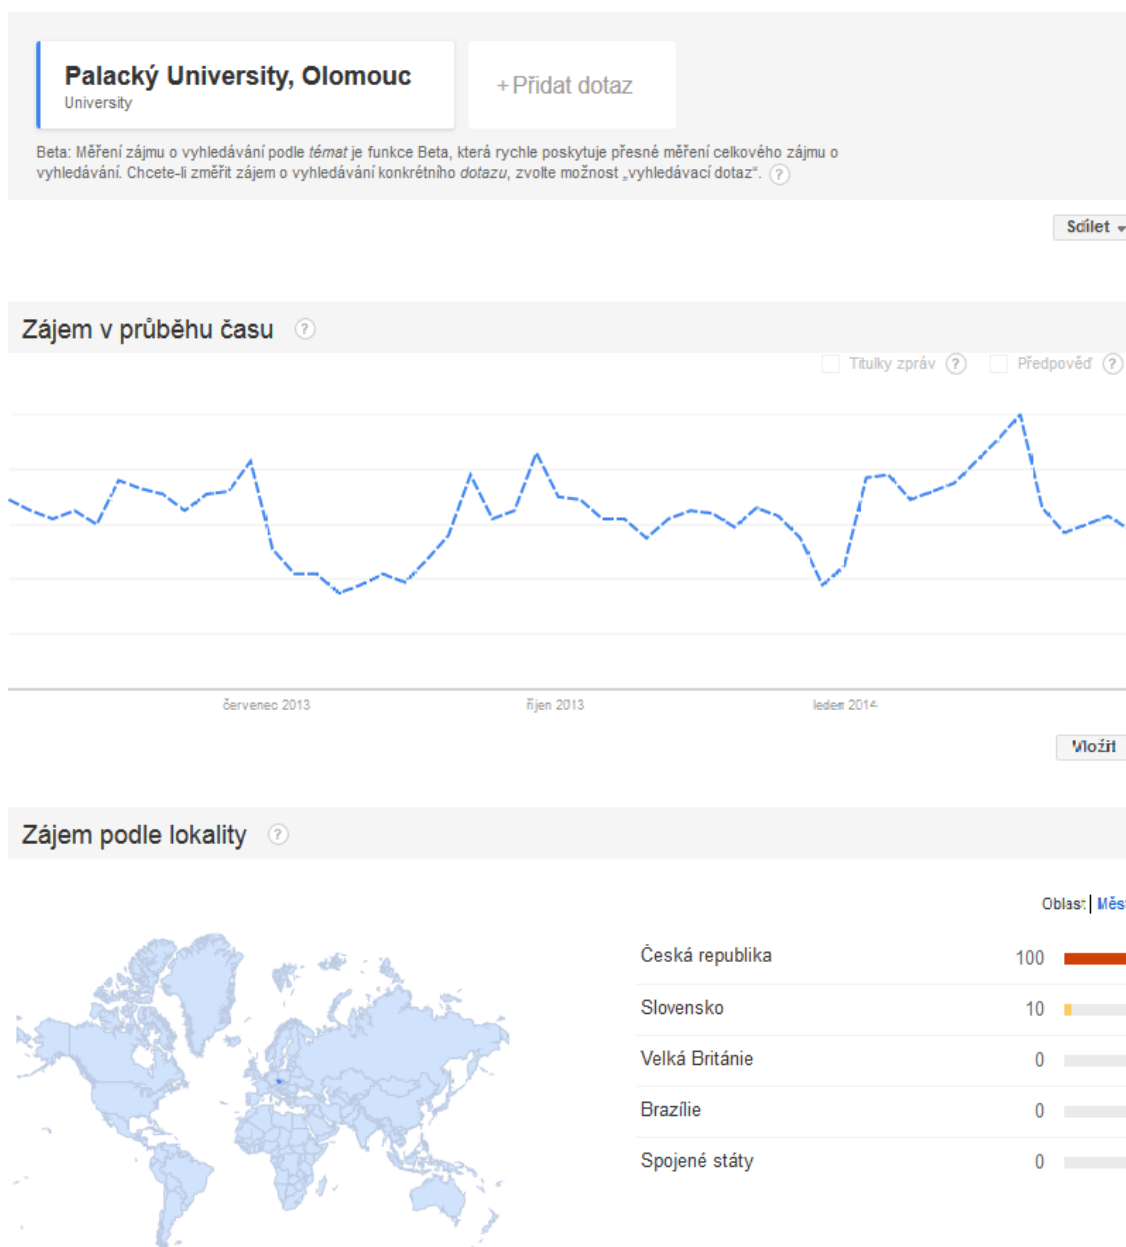 Palacký University, Olomouc
University
+Přidat dotaz
Beta: Měření zájmu o vyhledávání podle témat je funkce Beta, která rychle poskytuje přesné měření celkového zájmu o
vyhledávání. Chcete-li změřit zájem o vyhledávání konkrétního dotazu, zvolte možnost „vyhledávací dotaz“. ?
Sdílet
Zájem v průběhu času ?
Titulky zpráv ? Předpověď ?
červenec 2013 říjen 2013 leden 2014
Vložit
Zájem podle lokality ?
Oblast | Měs
Česká republika 100
Slovensko 10
Velká Británie 0
Brazílie 0
Spojené státy 0